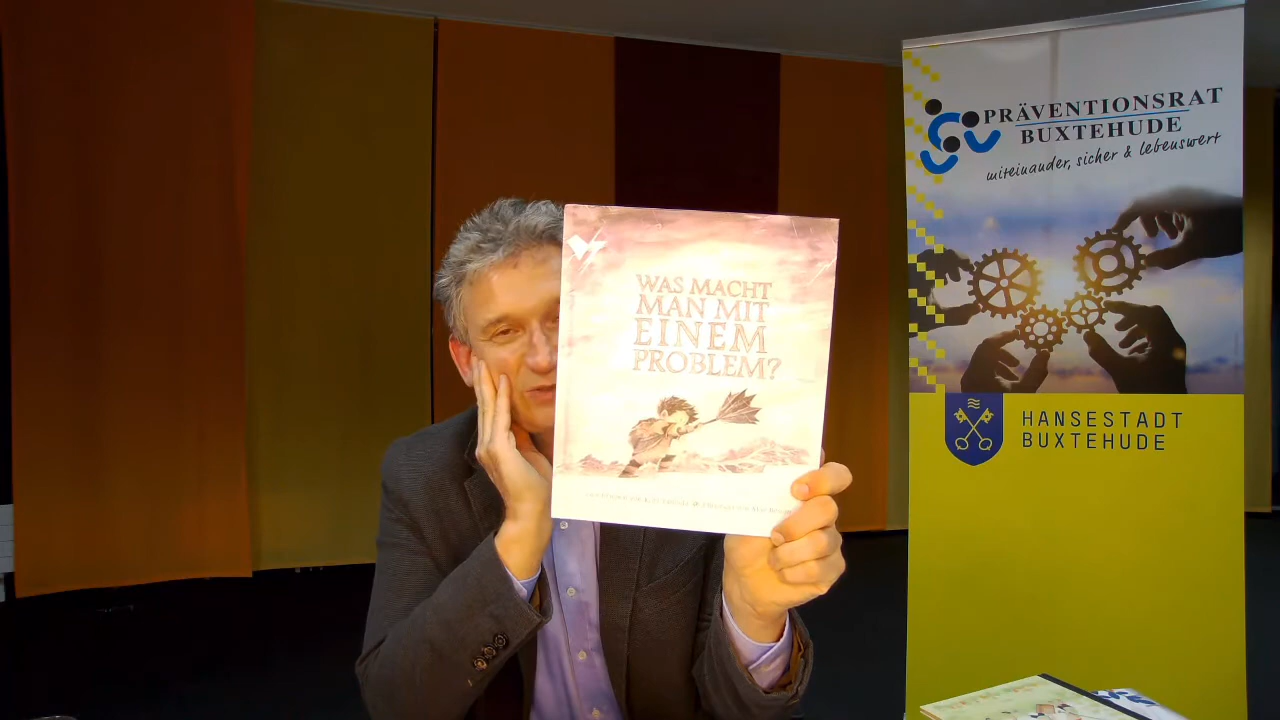 WAS MACHT
MAN MIT
EINEM
PROBLEM?
PRÄVENTIONSRAT
BUXTEHUDE
miteinander, sicher & lebenswert
HANSESTADT
BUXTEHUDE